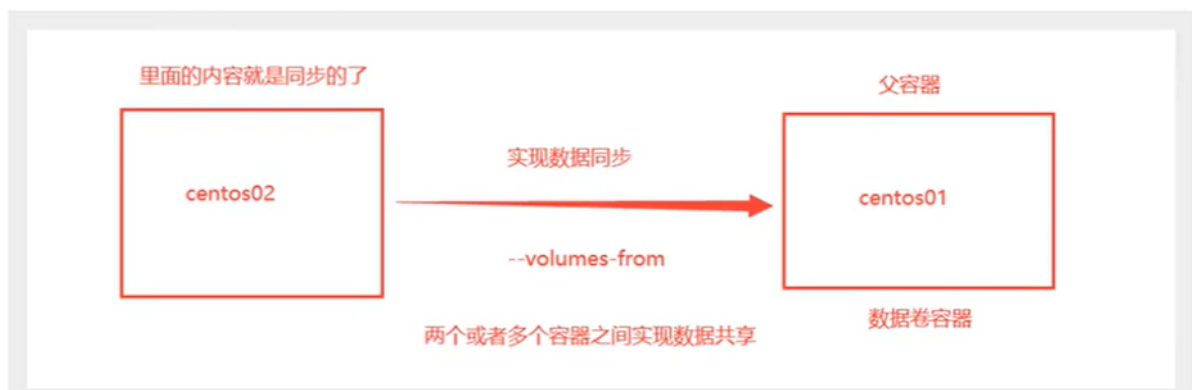 里面的内容就是同步的了
父容器
实现数据同步
centos02
centos01
--volumes-from
数据卷容器
两个或者多个容器之间实现数据共享